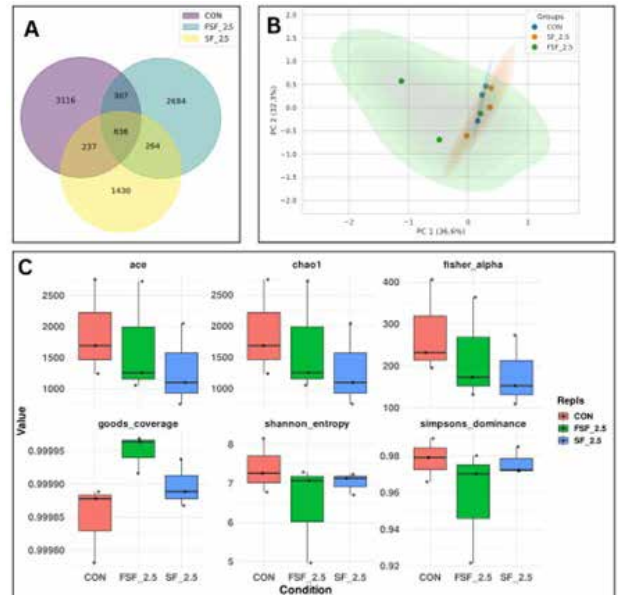 A
CON
FSF_2.5
SF_2.5
3116
2684
636
237
264
1430
B
Groups
CON
SF_2.5
FSF_2.5
PC 2 (32.3%)
2.0
1.5
1.0
0.5
0.0
−0.5
−1.0
−1.5
−2.0
−2
−1
0
1
PC 1 (36.6%)
C
ace
chao1
fisher_alpha
2500
2000
1500
1000
2500
2000
1500
1000
400
300
200
100
Value
goods_coverage
shannon_entropy
simpsons_dominance
0.99995
0.99990
0.99985
0.99980
8
7
6
5
0.98
0.96
0.94
0.92
CON FSF_2.5 SF_2.5
CON FSF_2.5 SF_2.5
CON FSF_2.5 SF_2.5
Condition
Repls
CON
FSF_2.5
SF_2.5